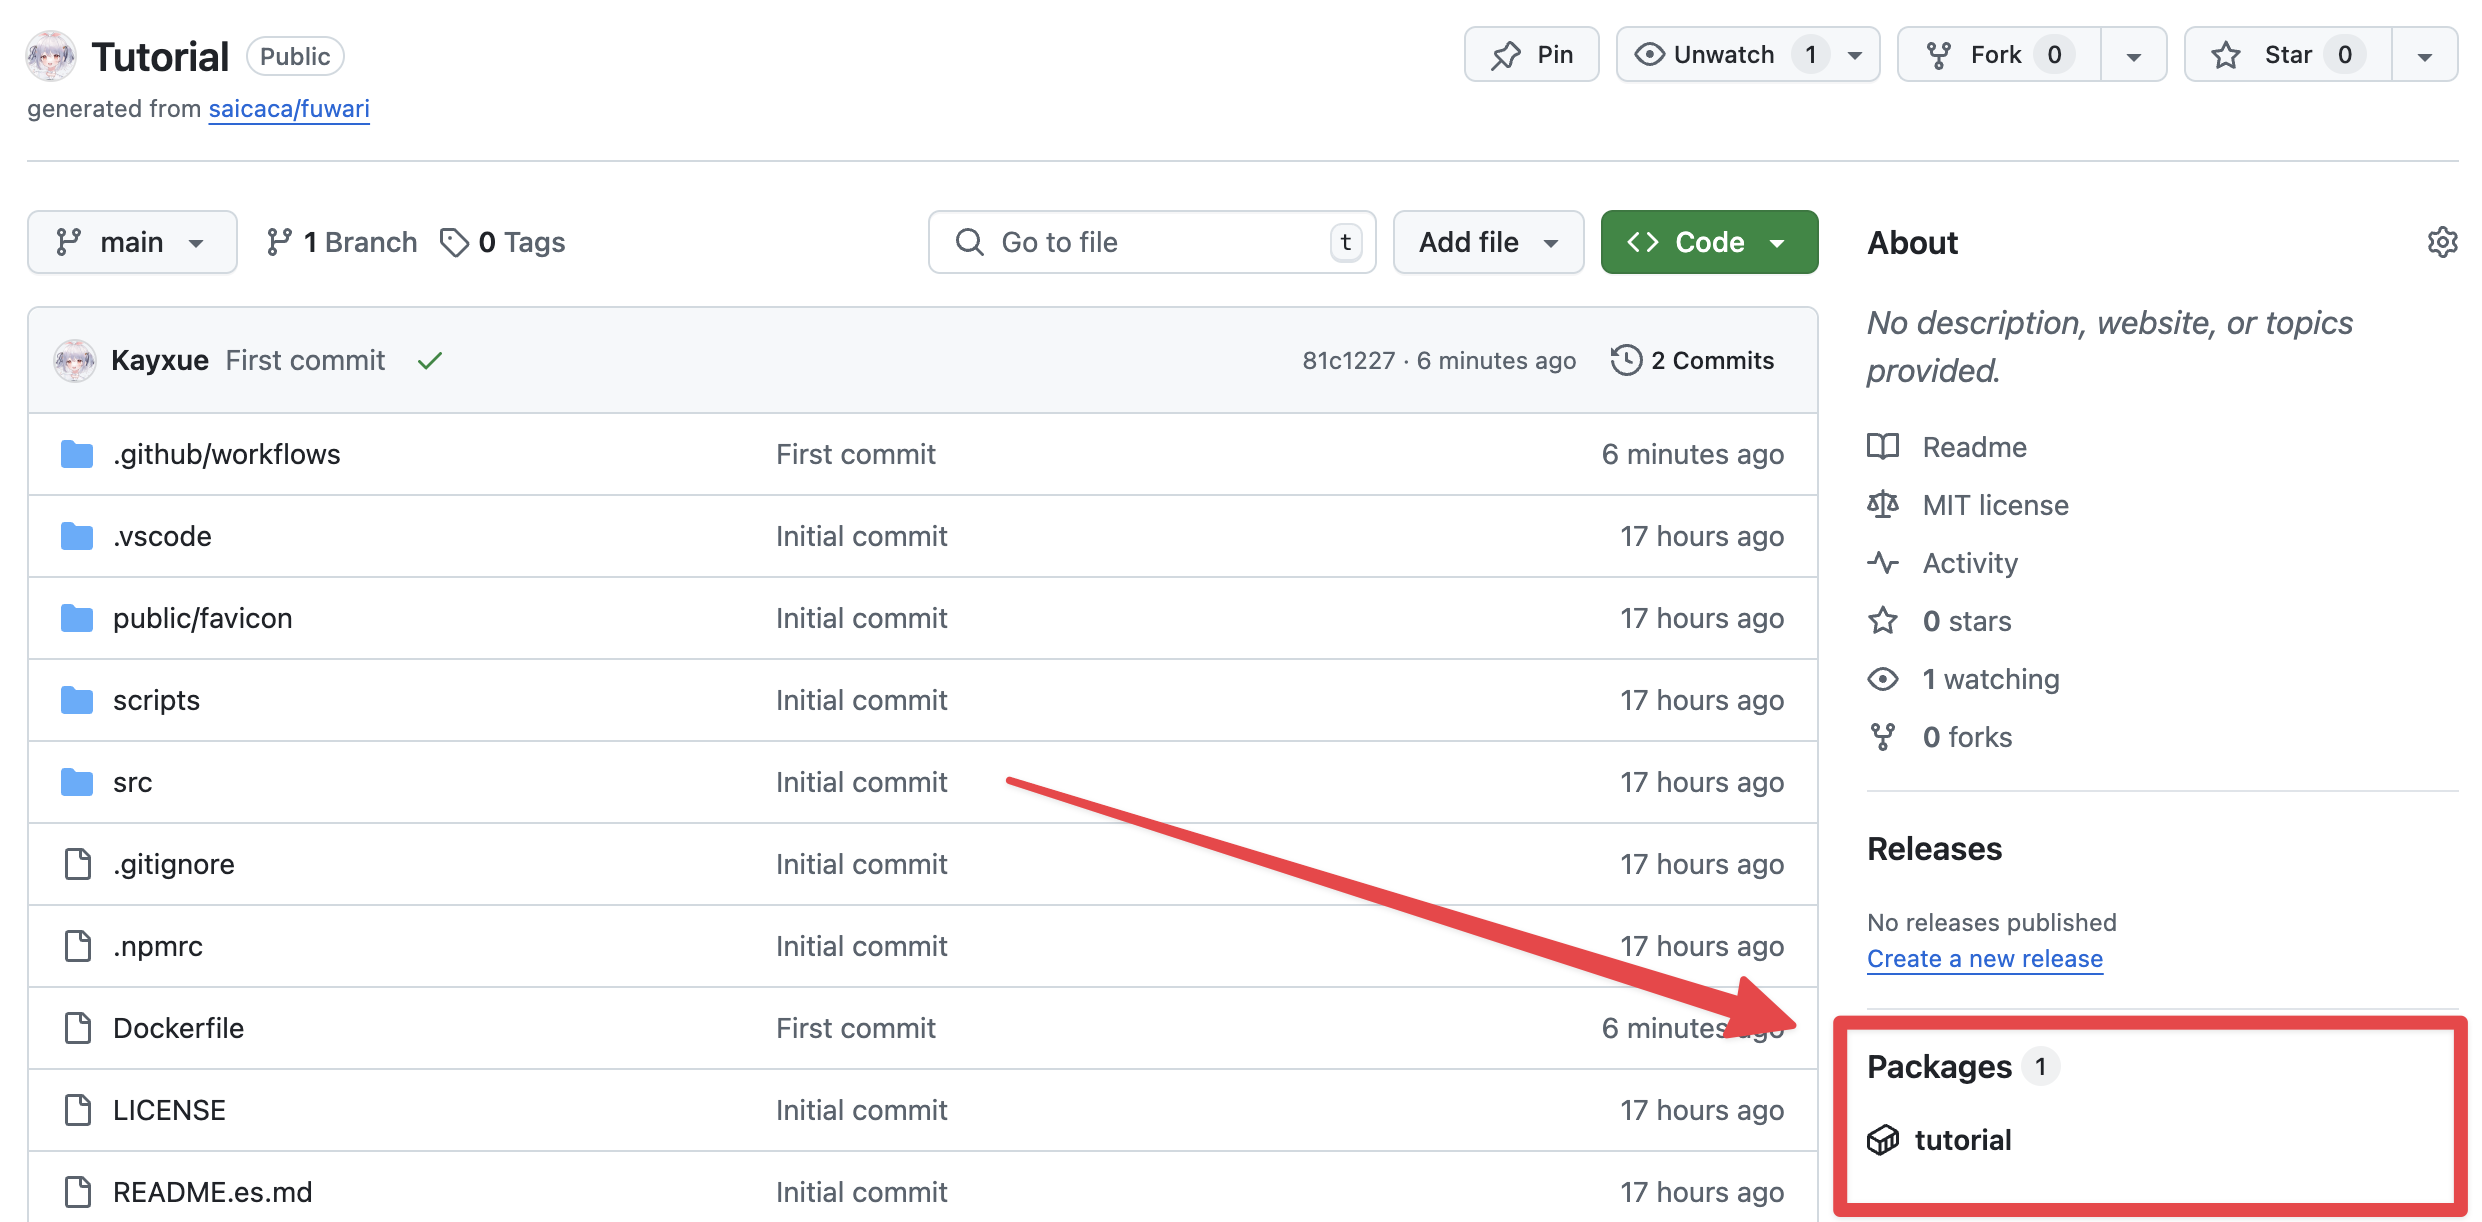 Tutorial Public
generated from saicaca/fuwari
Pin
Unwatch 1
Fork 0
Star 0
main
1 Branch
0 Tags
Go to file t
Add file
Code
Kayxue First commit
81c1227 · 6 minutes ago
2 Commits
.github/workflows First commit 6 minutes ago
.vscode Initial commit 17 hours ago
public/favicon Initial commit 17 hours ago
scripts Initial commit 17 hours ago
src Initial commit 17 hours ago
.gitignore Initial commit 17 hours ago
.npmrc Initial commit 17 hours ago
Dockerfile First commit 6 minutes ago
LICENSE Initial commit 17 hours ago
README.es.md Initial commit 17 hours ago
About
No description, website, or topics
provided.
Readme
MIT license
Activity
0 stars
1 watching
0 forks
Releases
No releases published
Create a new release
Packages 1
tutorial